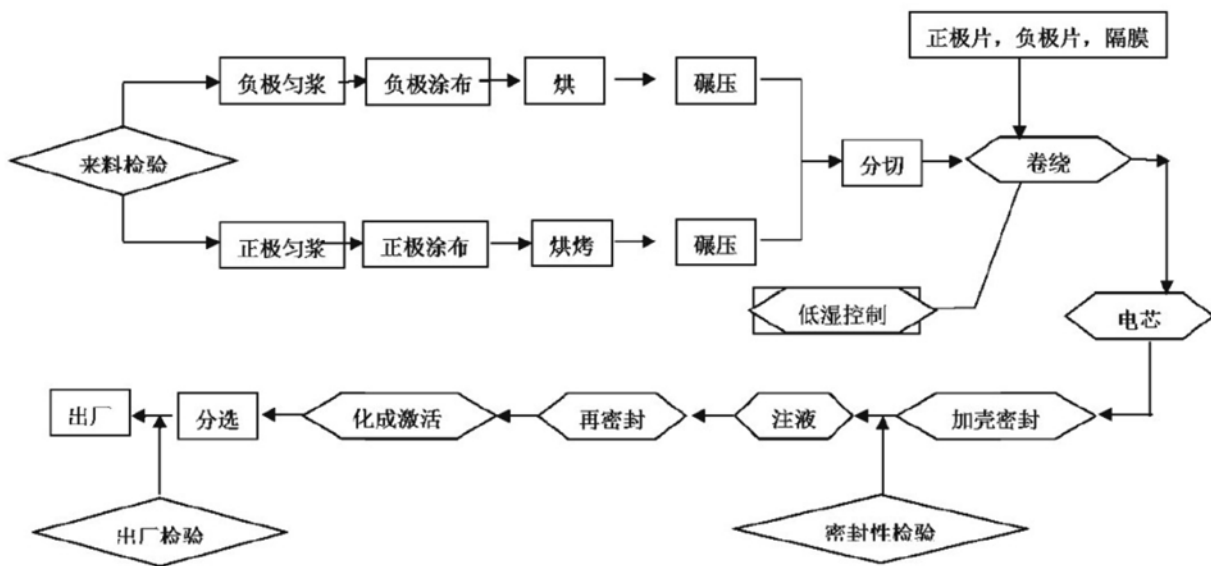 正极片，负极片，隔膜
负极匀浆
负极涂布
烘
碾压
来料检验
分切
卷绕
正极匀浆
正极涂布
烘烤
碾压
低湿控制
电芯
出厂
分选
化成激活
再密封
注液
加壳密封
出厂检验
密封性检验